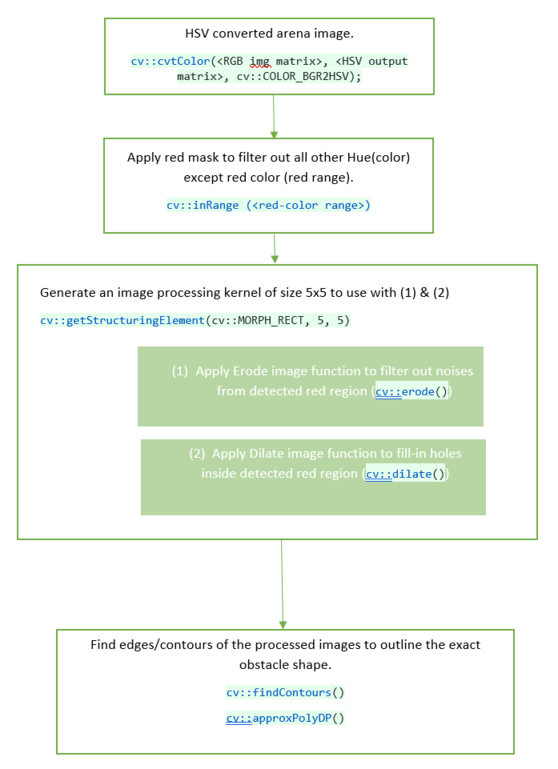 HSV converted arena image.
cv::cvtColor(<RGB img matrix>, <HSV output
matrix>, cv::COLOR_BGR2HSV);
Apply red mask to filter out all other Hue(color)
except red color (red range).
cv::inRange (<red-color range>)
Generate an image processing kernel of size 5x5 to use with (1) & (2)
cv::getStructuringElement(cv::MORPH_RECT, 5, 5)
(1) Apply Erode image function to filter out noises
from detected red region (cv::erode())
(2) Apply Dilate image function to fill-in holes
inside detected red region (cv::dilate())
Find edges/contours of the processed images to outline the exact
obstacle shape.
cv::findContours()
cv::approxPolyDP()